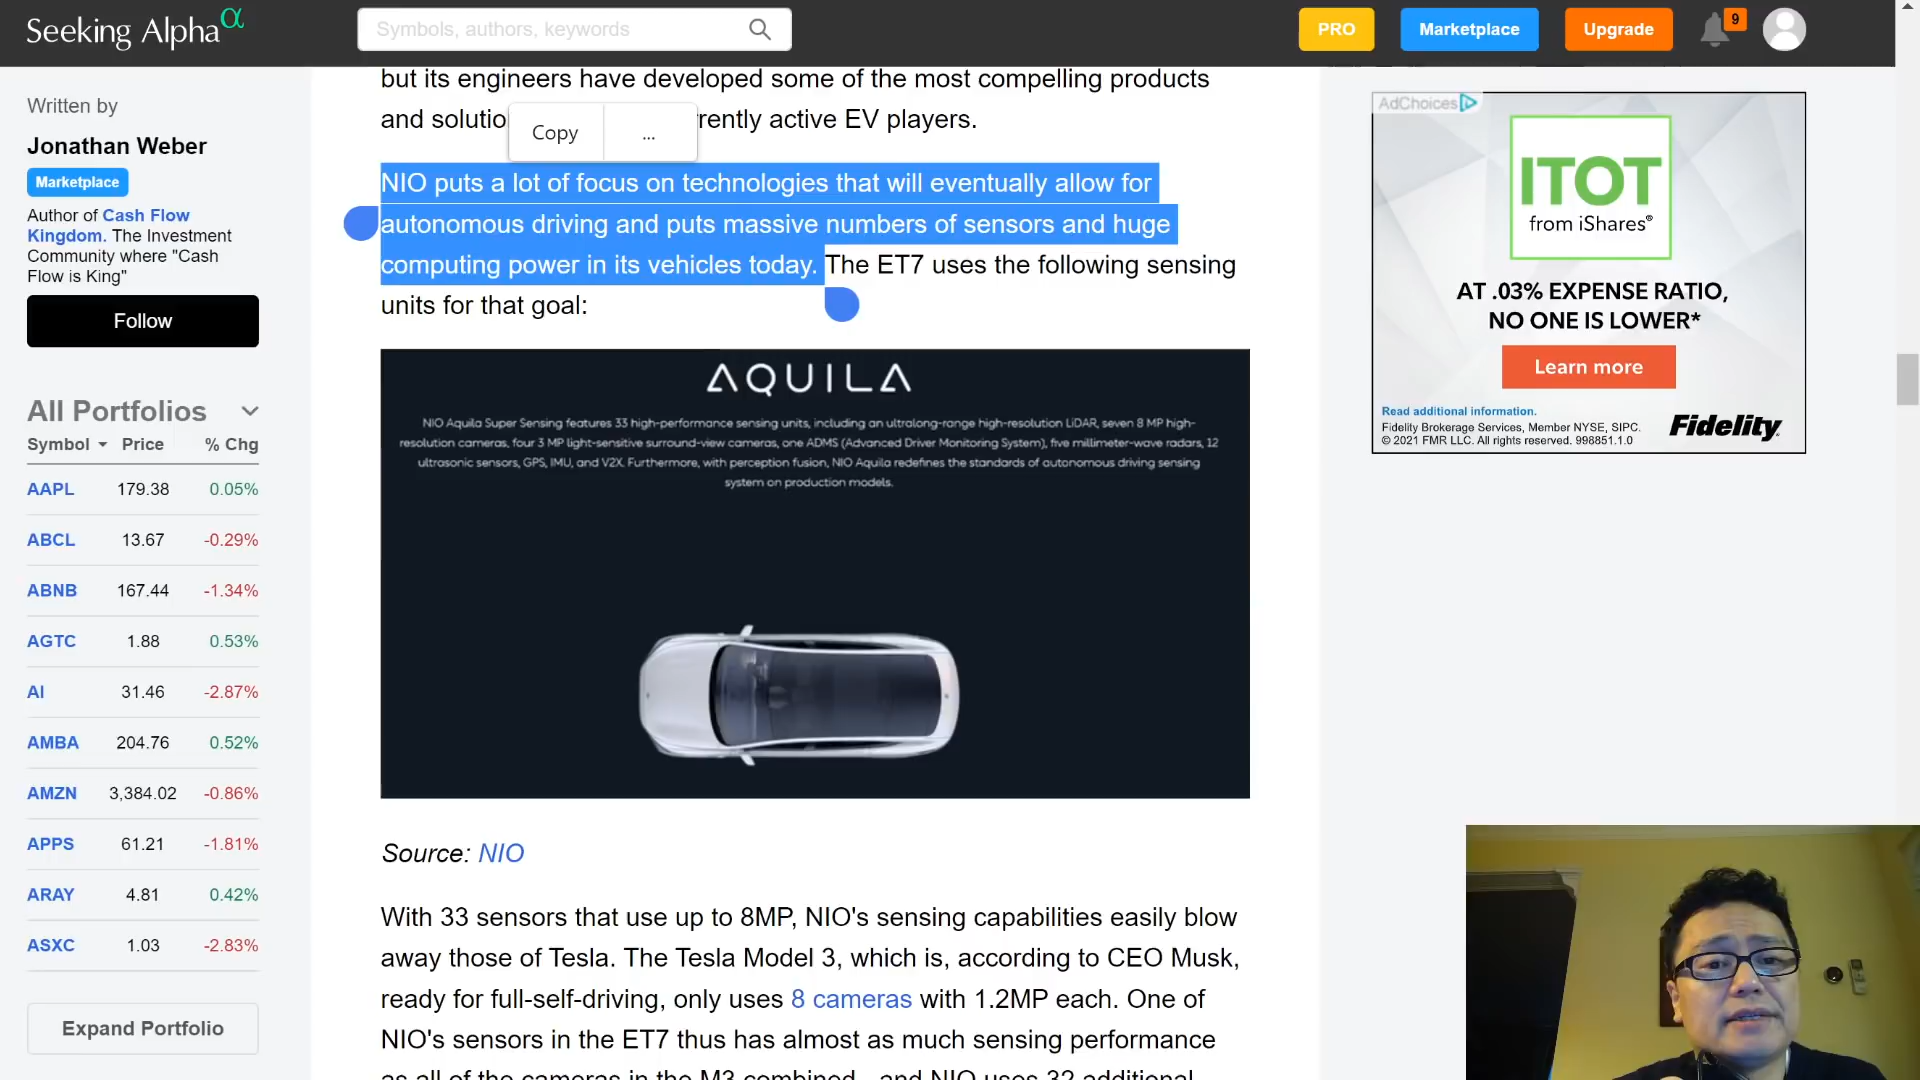 Seeking Alpha α
Symbols, authors, keywords
PRO
Marketplace
Upgrade
9
Written by
Jonathan Weber
Marketplace
Author of Cash Flow
Kingdom. The Investment
Community where "Cash
Flow is King"
Follow
All Portfolios
Symbol Price % Chg
AAPL 179.38 0.05%
ABCL 13.67 -0.29%
ABNB 167.44 -1.34%
AGTC 1.88 0.53%
AI 31.46 -2.87%
AMBA 204.76 0.52%
AMZN 3,384.02 -0.86%
APPS 61.21 -1.81%
ARAY 4.81 0.42%
ASXC 1.03 -2.83%
Expand Portfolio
but its engineers have developed some of the most compelling products
and solutio
Copy ...
rently active EV players.
NIO puts a lot of focus on technologies that will eventually allow for
autonomous driving and puts massive numbers of sensors and huge
computing power in its vehicles today. The ET7 uses the following sensing
units for that goal:
AQUILA
NIO Aquila Super Sensing features 33 high-performance sensing units, including an ultralong-range high-resolution LiDAR, seven 8 MP high-
resolution cameras, four 3 MP light-sensitive surround-view cameras, one ADMS (Advanced Driver Monitoring System), five millimeter-wave radars, 12
ultrasonic sensors, GPS, IMU, and V2X. Furthermore, with perception fusion, NIO Aquila redefines the standards of autonomous driving sensing
system on production models.
Source: NIO
With 33 sensors that use up to 8MP, NIO's sensing capabilities easily blow
away those of Tesla. The Tesla Model 3, which is, according to CEO Musk,
ready for full-self-driving, only uses 8 cameras with 1.2MP each. One of
NIO's sensors in the ET7 thus has almost as much sensing performance
as all of the cameras in the M3 combined - and NIO uses 32 additional
AdChoices
ITOT
from iShares®
AT .03% EXPENSE RATIO,
NO ONE IS LOWER*
Learn more
Read additional information.
Fidelity Brokerage Services, Member NYSE, SIPC.
© 2021 FMR LLC. All rights reserved. 998851.1.0
Fidelity